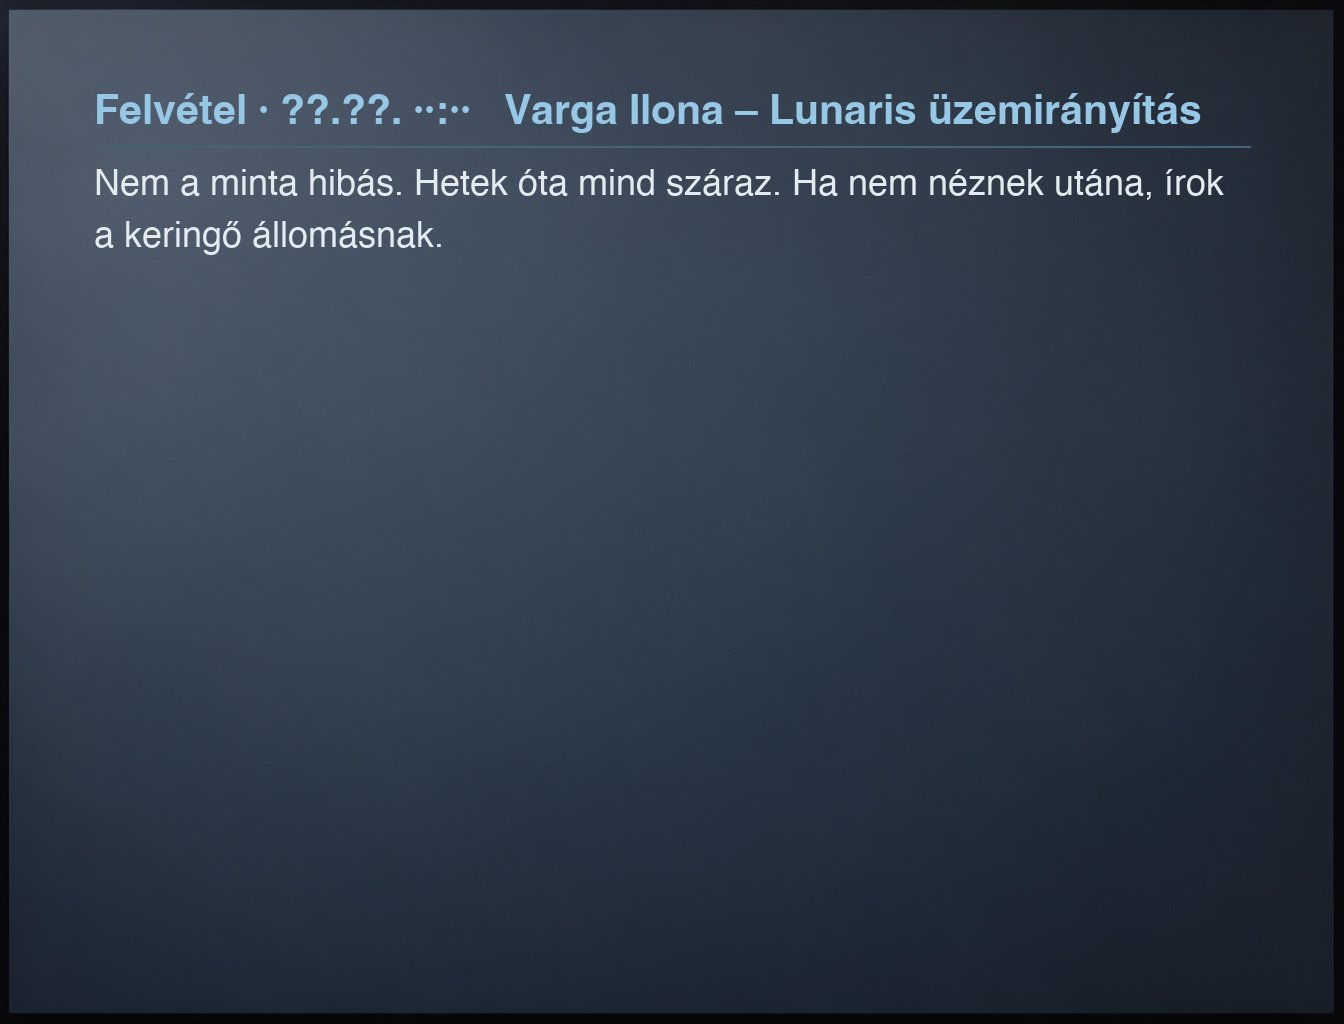 Felvétel · ??.??. ••:•• Varga Ilona – Lunaris üzemirányítás
Nem a minta hibás. Hetek óta mind száraz. Ha nem néznek utána, írok
a keringő állomásnak.